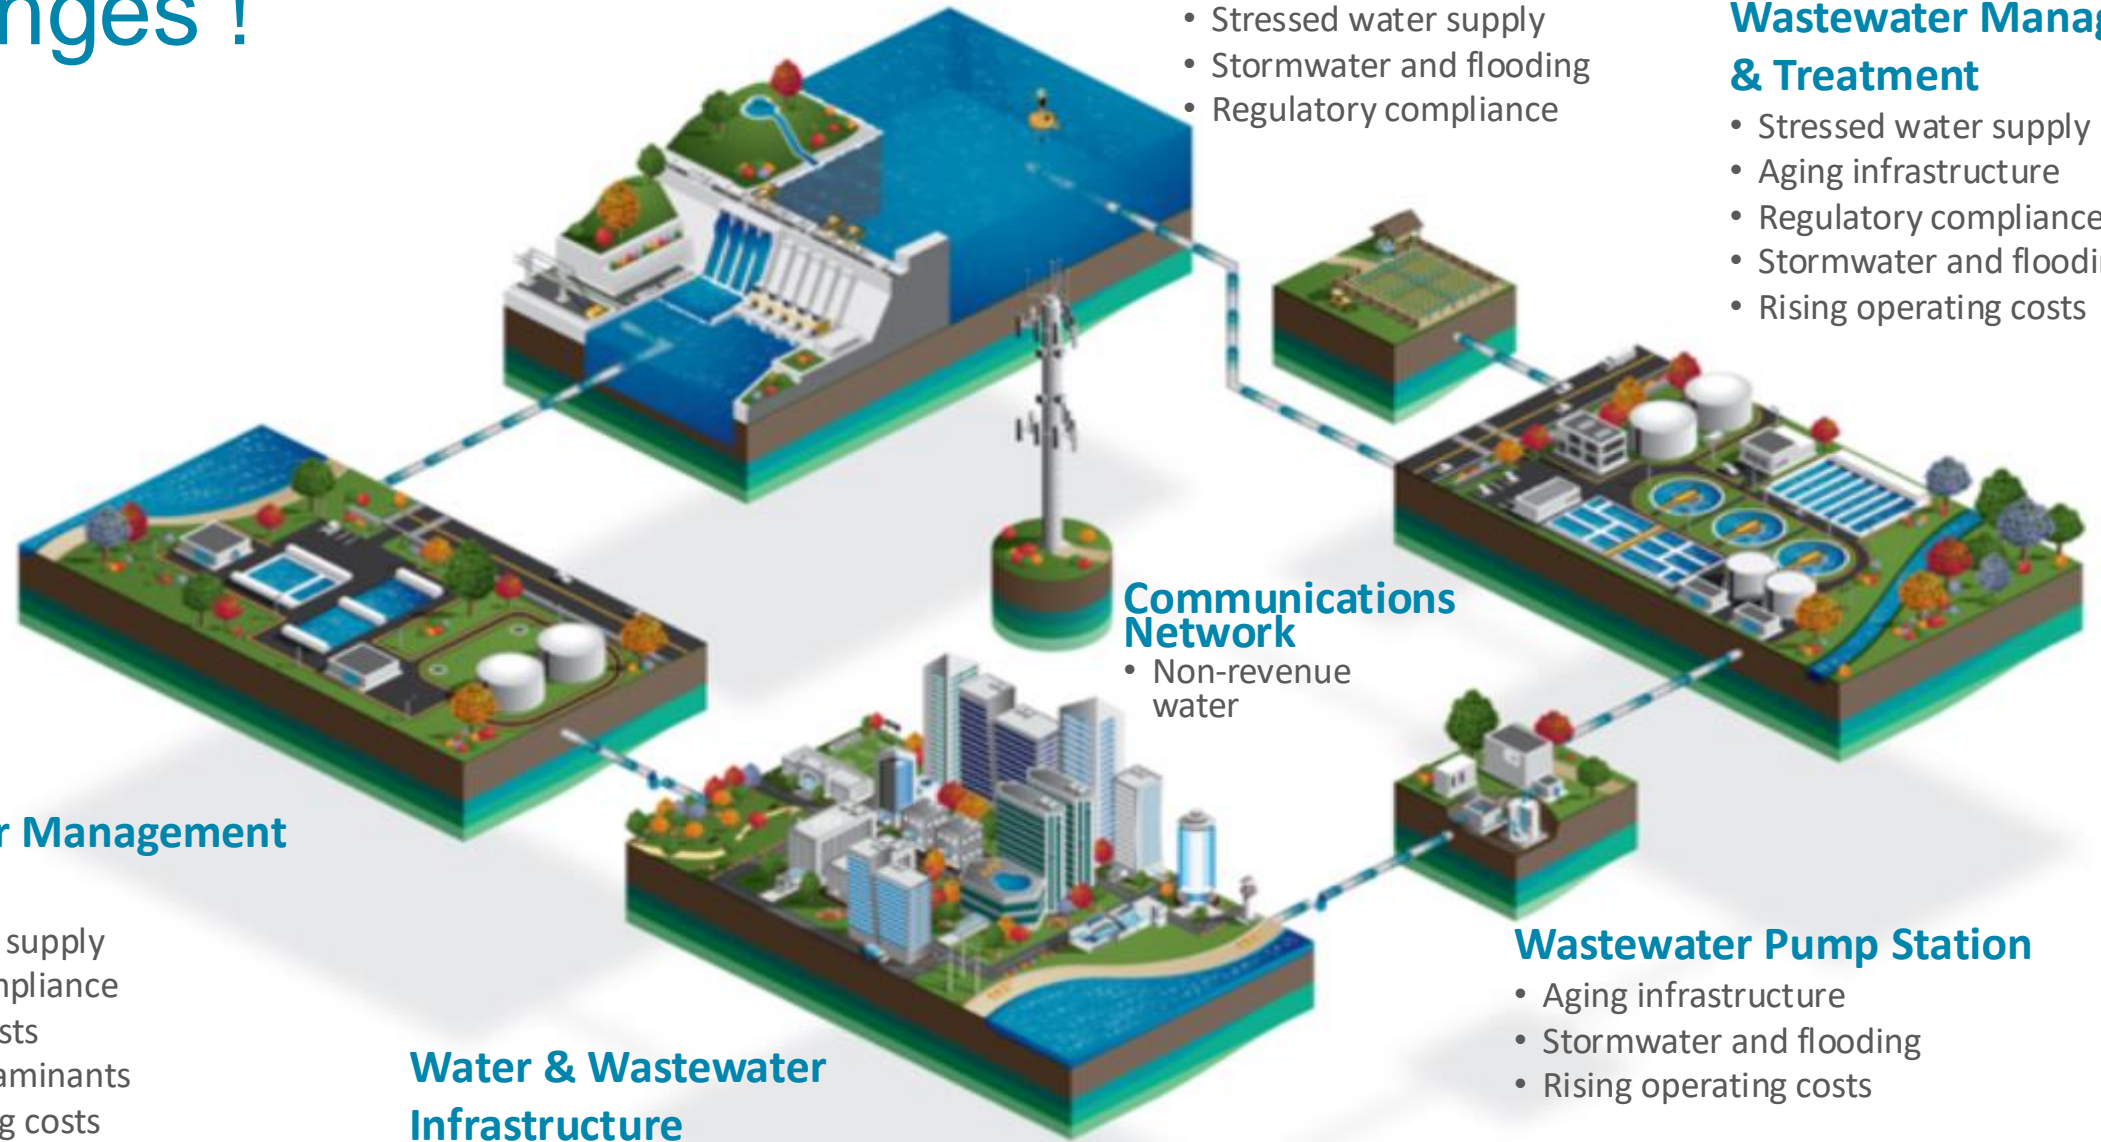 nges !
• Stressed water supply
• Stormwater and flooding
• Regulatory compliance
Wastewater Manag
& Treatment
• Stressed water supply
• Aging infrastructure
• Regulatory compliance
• Stormwater and floodi
• Rising operating costs
Communications
Network
• Non-revenue
water
r Management
supply
mpliance
sts
aminants
g costs
Water & Wastewater
Infrastructure
Wastewater Pump Station
• Aging infrastructure
• Stormwater and flooding
• Rising operating costs